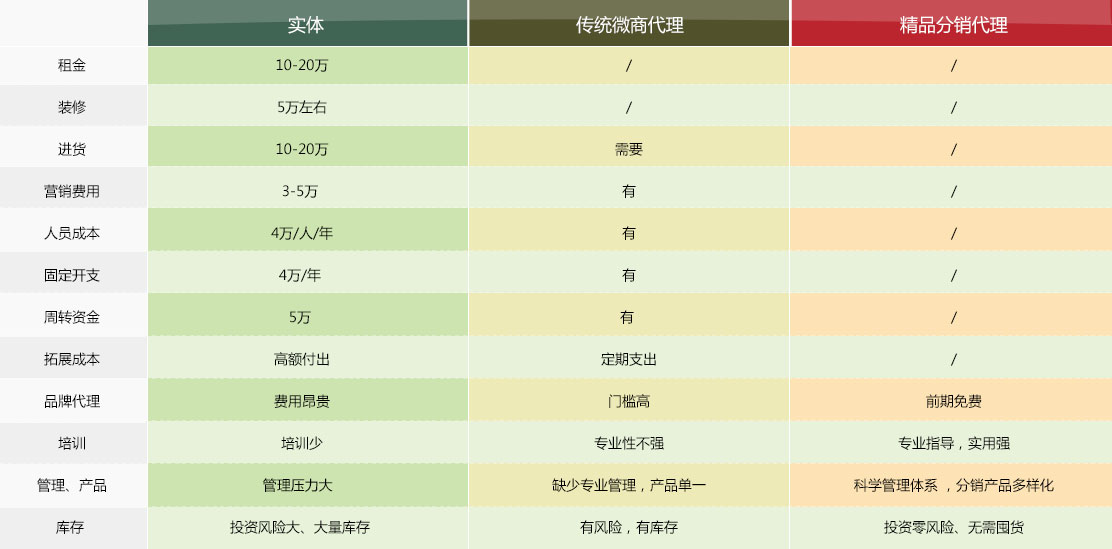 实体 传统微商代理 精品分销代理
租金 10-20万 / /
装修 5万左右 / /
进货 10-20万 需要 /
营销费用 3-5万 有 /
人员成本 4万/人/年 有 /
固定开支 4万/年 有 /
周转资金 5万 有 /
拓展成本 高额付出 定期支出 /
品牌代理 费用昂贵 门槛高 前期免费
培训 培训少 专业性不强 专业指导，实用强
管理、产品 管理压力大 缺少专业管理，产品单一 科学管理体系 ，分销产品多样化
库存 投资风险大、大量库存 有风险，有库存 投资零风险、无需囤货